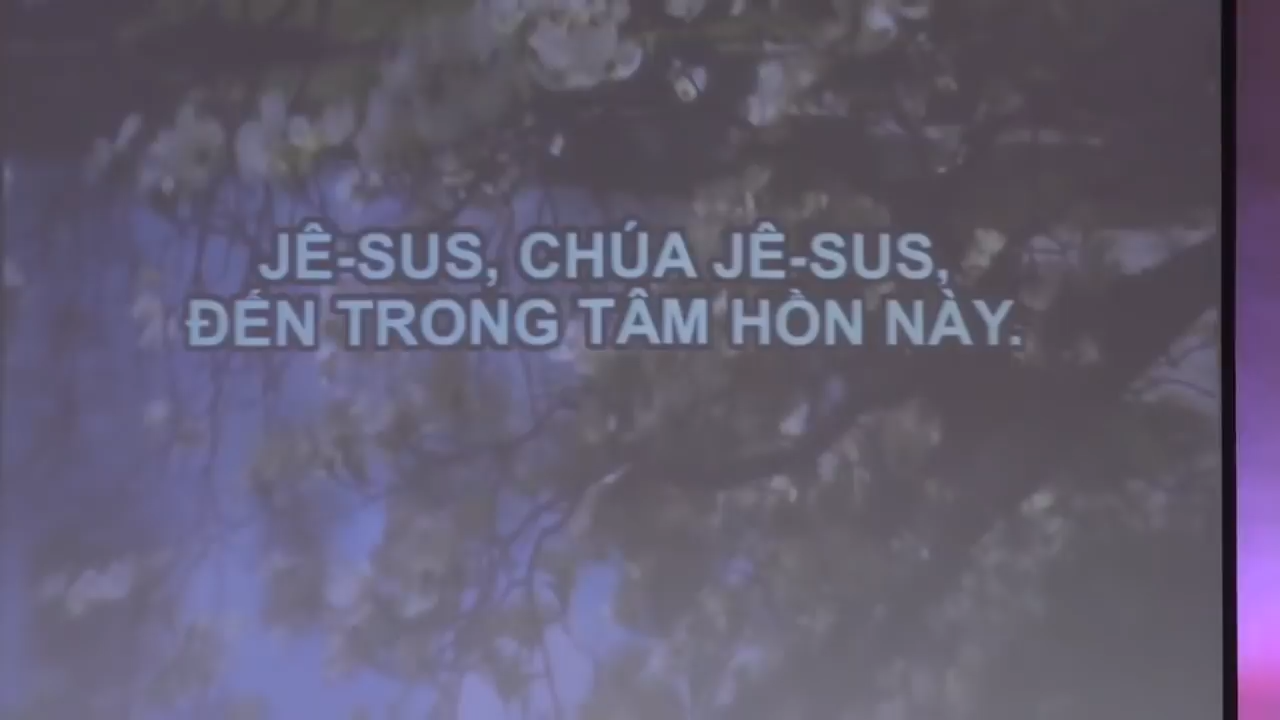 JÊ-SUS, CHÚA JÊ-SUS,
ĐẾN TRONG TÂM HỒN NÀY.